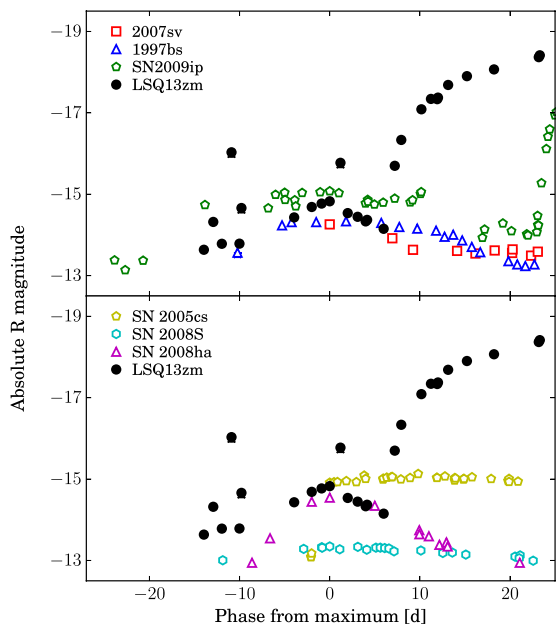 −19
−17
−15
−13
2007sv
1997bs
SN2009ip
LSQ13zm
Absolute R magnitude
−19
−17
−15
−13
SN 2005cs
SN 2008S
SN 2008ha
LSQ13zm
−20 −10 0 10 20
Phase from maximum [d]